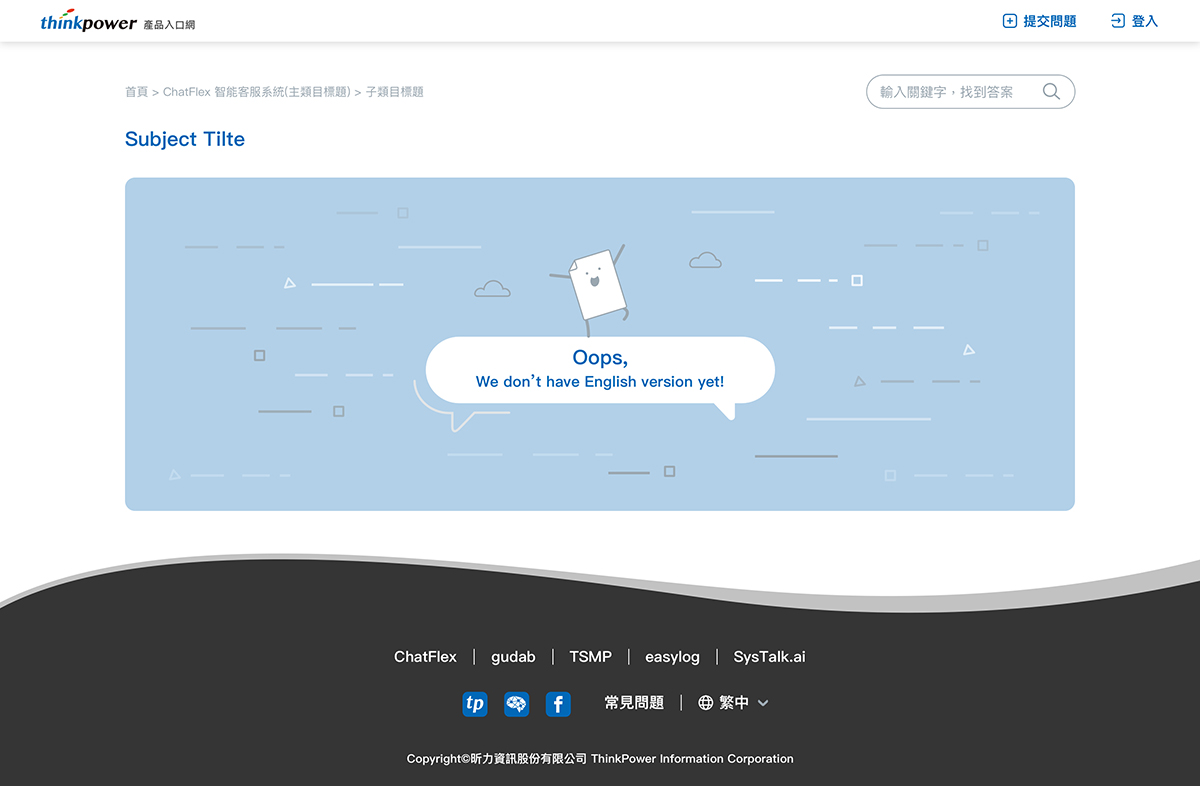 thinkpower 產品入口網
提交問題
登入
首頁 > ChatFlex 智能客服系統(主類目標題) > 子類目標題
輸入關鍵字，找到答案
Subject Tilte
Oops,
We don't have English version yet!
ChatFlex | gudab | TSMP | easylog | SysTalk.ai
tp
f
常見問題 | 繁中
Copyright©昕力資訊股份有限公司 ThinkPower Information Corporation